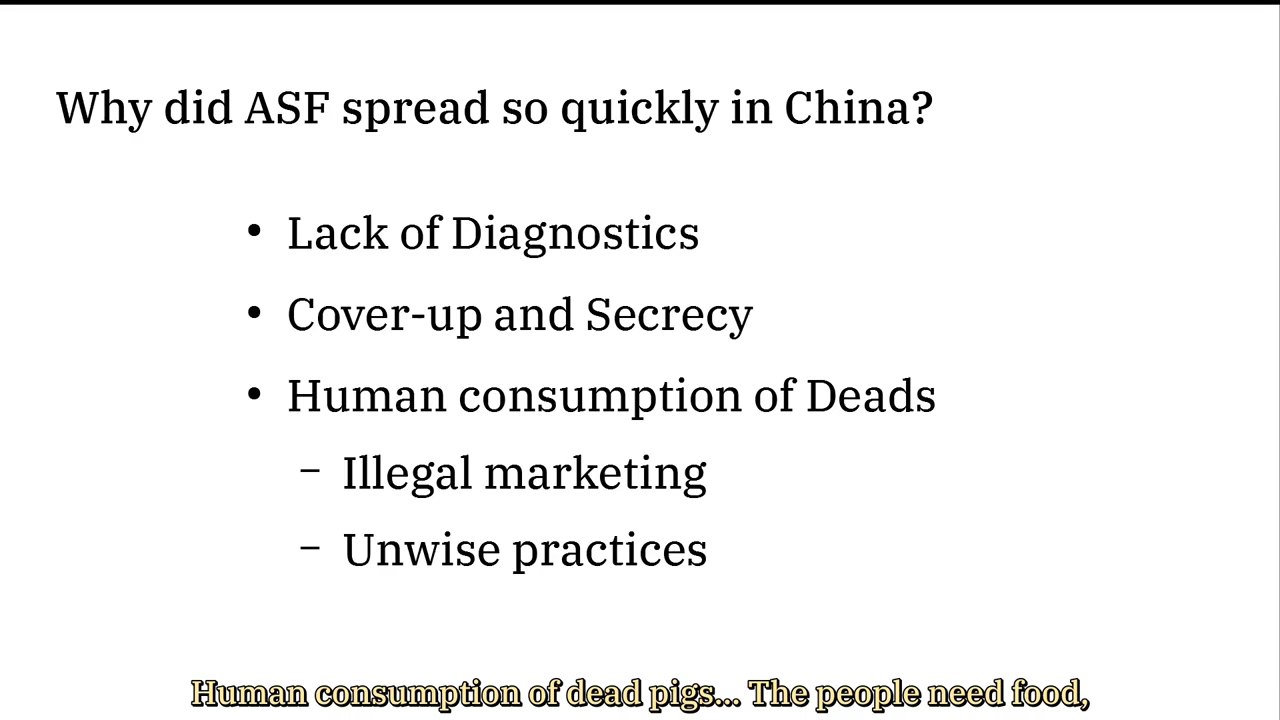 Why did ASF spread so quickly in China?
• Lack of Diagnostics
• Cover-up and Secrecy
• Human consumption of Deads
– Illegal marketing
– Unwise practices
Human consumption of dead pigs... The people need food,